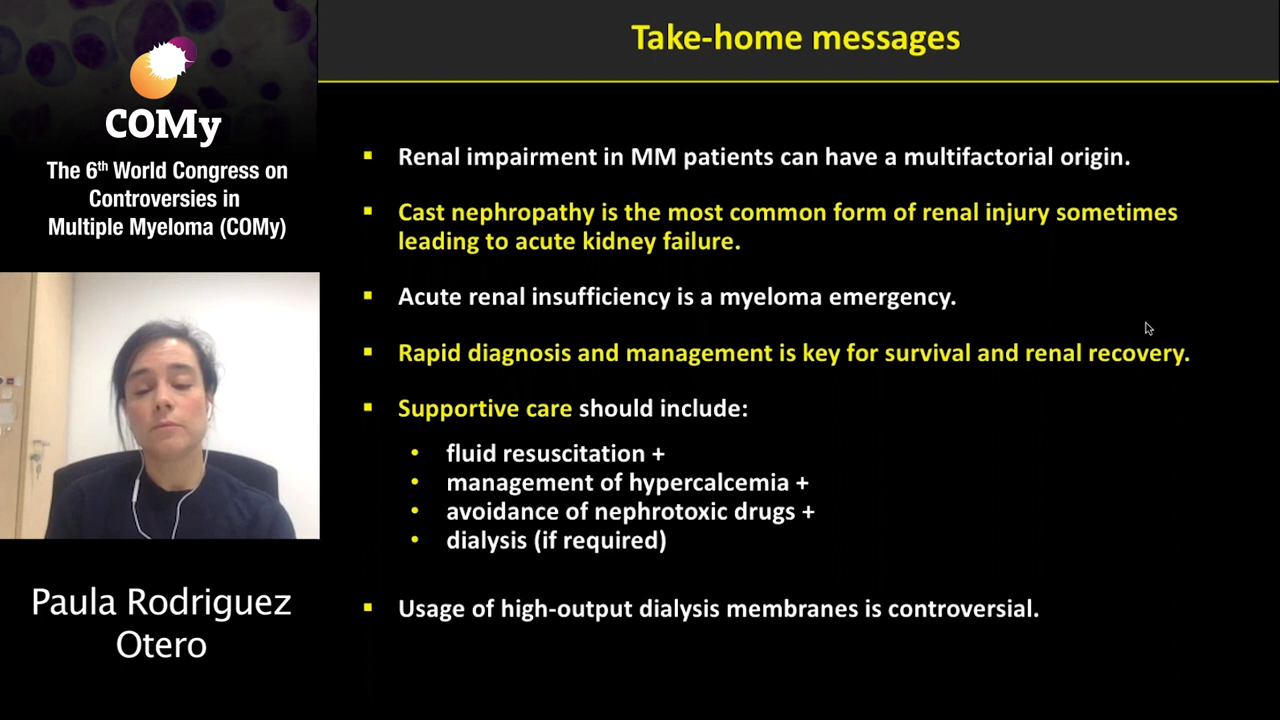 COMy
The 6th World Congress on
Controversies in
Multiple Myeloma (COMy)
Paula Rodriguez
Otero
Take-home messages
▪ Renal impairment in MM patients can have a multifactorial origin.
▪ Cast nephropathy is the most common form of renal injury sometimes
leading to acute kidney failure.
▪ Acute renal insufficiency is a myeloma emergency.
▪ Rapid diagnosis and management is key for survival and renal recovery.
▪ Supportive care should include:
• fluid resuscitation +
• management of hypercalcemia +
• avoidance of nephrotoxic drugs +
• dialysis (if required)
▪ Usage of high-output dialysis membranes is controversial.